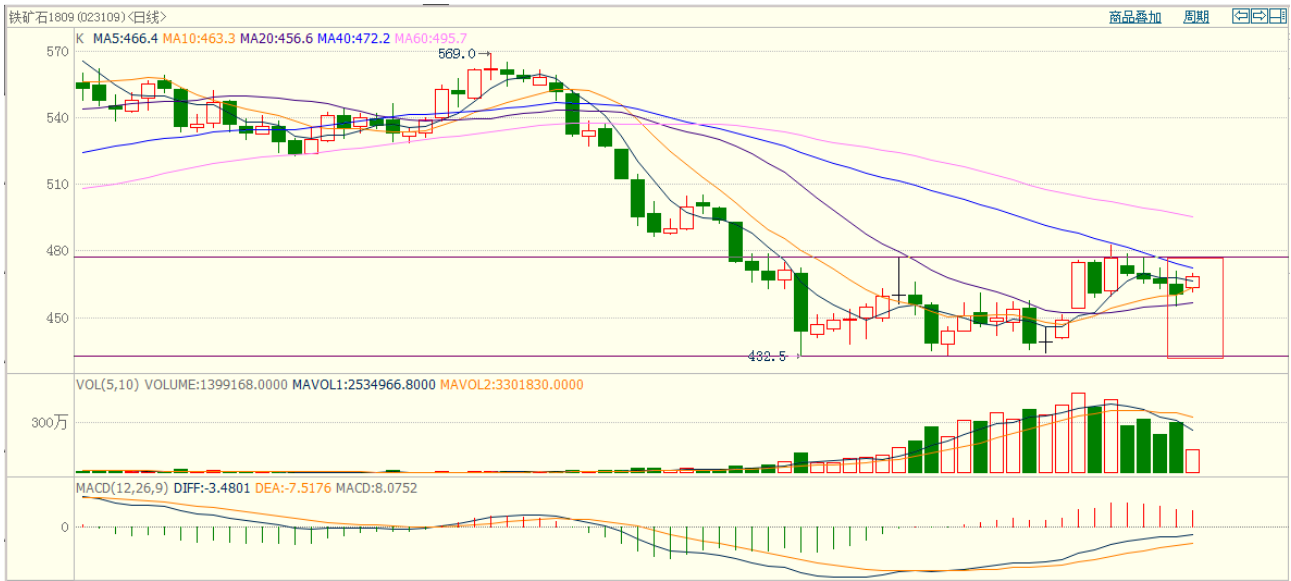 铁矿石1809(023109)<日线> 商品叠加 周期
K MA5:466.4 MA10:463.3 MA20:456.6 MA40:472.2 MA60:495.7
570
569.0
540
510
480
450
432.5
VOL(5,10) VOLUME:1399168.0000 MAVOL1:2534966.8000 MAVOL2:3301830.0000
300万
MACD(12,26,9) DIFF:-3.4801 DEA:-7.5176 MACD:8.0752
0